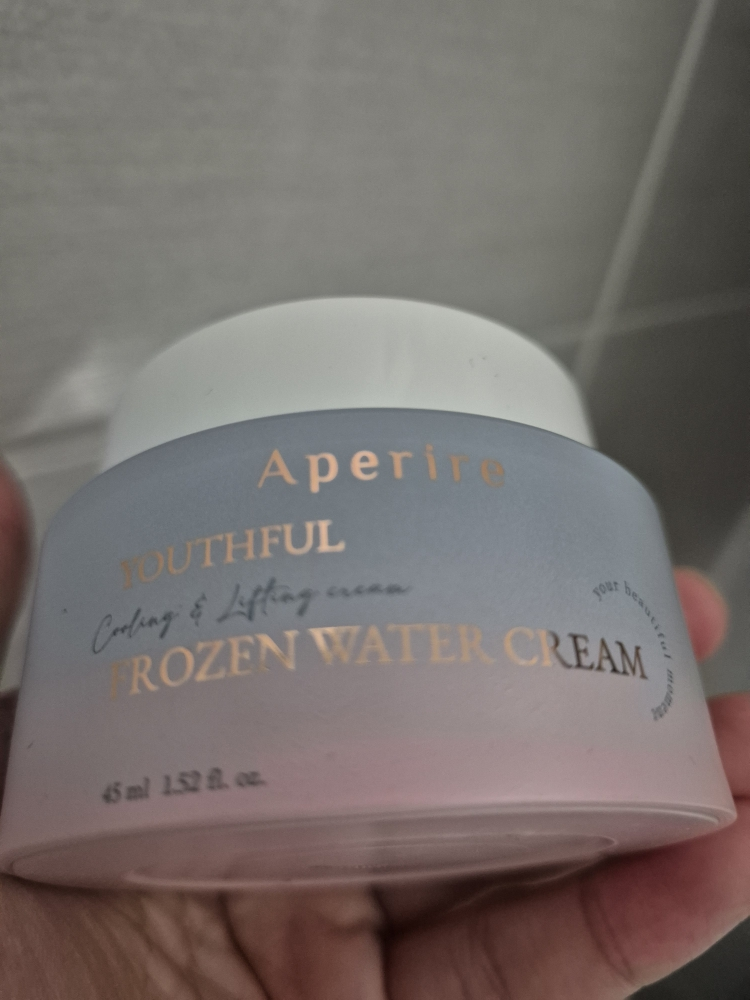 Aperire
YOUTHFUL
Cooling & Lifting cream
FROZEN WATER CREAM
your beautiful moment
45 ml 1.52 fl. oz.